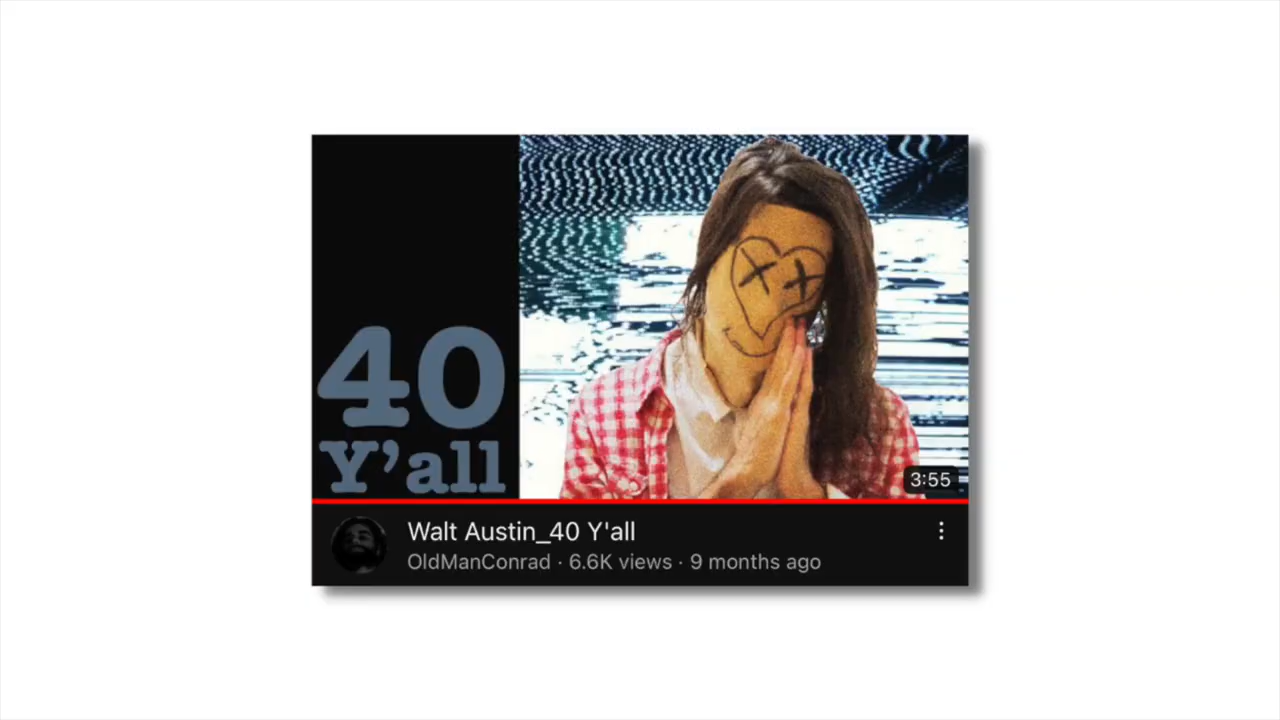 40
Y'all
3:55
Walt Austin_40 Y'all
OldManConrad · 6.6K views · 9 months ago